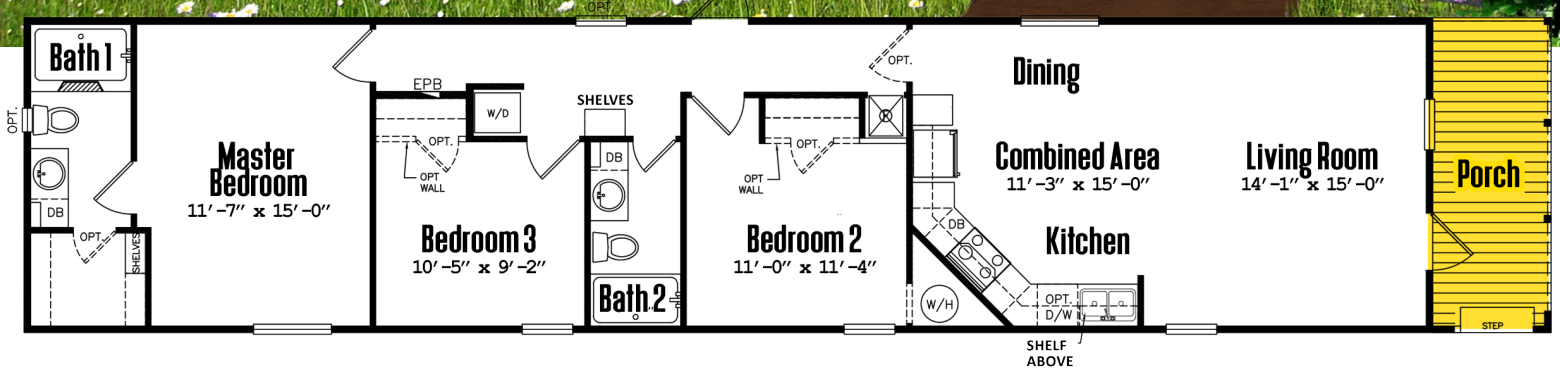 OPT.
Bath 1
OPT.
DB
OPT.
SHELVES
Master
Bedroom
11'-7" x 15'-0"
EPB
W/D
SHELVES
OPT.
OPT
WALL
Bedroom 3
10'-5" x 9'-2"
DB
Bath 2
OPT.
OPT.
OPT
WALL
Bedroom 2
11'-0" x 11'-4"
W/H
Dining
Combined Area
11'-3" x 15'-0"
Kitchen
DB
OPT.
D/W
SHELF
ABOVE
Living Room
14'-1" x 15'-0"
Porch
STEP